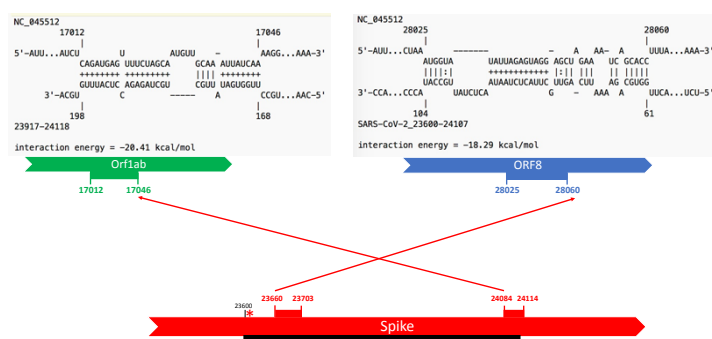 NC_045512
17012 17046
| |
5'-AUU...AUCU U AUGUU - AAGG...AAA-3'
CAGAUGAG UUUCUAGCA GCAA AUUAUCAA
++++++++ +++++++++ |||| ++++++++
GUUUACUC AGAGAUCGU CGUU UAGUGGUU
3'-ACGU C ----- A CCGU...AAC-5'
| |
198 168
23917-24118
interaction energy = -20.41 kcal/mol
NC_045512
28025 28060
| |
5'-AUU...CUAA ------- - A AA- A UUUA...AAA-3'
AUGGUA UAUUAGAGUAGG AGCU GAA UC GCACC
||||:| ++++++++++++ |:|| ||| || |||||
UACCGU AUAAUCUCAUUC UUGA CUU AG CGUGG
3'-CCA...CCCA UAUCUCA G - AAA A UUCA...UCU-5'
| |
104 61
SARS-CoV-2_23600-24107
interaction energy = -18.29 kcal/mol
Orf1ab
17012 17046
ORF8
28025 28060
23600
*
23660 23703
24084 24114
Spike